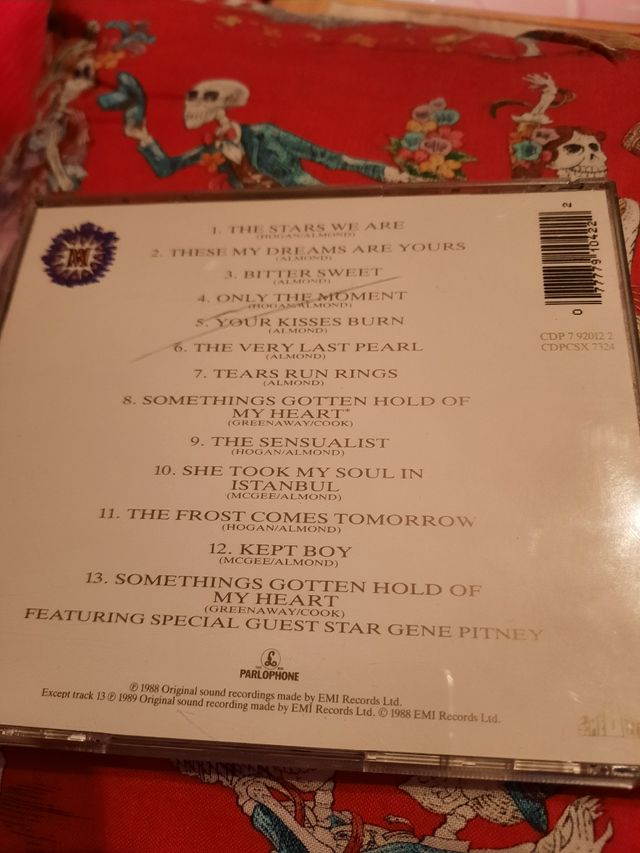 1. THE STARS WE ARE
(HOGAN/ALMOND)
2. THESE MY DREAMS ARE YOURS
(ALMOND)
3. BITTER SWEET
(ALMOND)
4. ONLY THE MOMENT
(HOGAN/ALMOND)
5. YOUR KISSES BURN
(ALMOND)
6. THE VERY LAST PEARL
(ALMOND)
7. TEARS RUN RINGS
(ALMOND)
8. SOMETHINGS GOTTEN HOLD OF
MY HEART*
(GREENAWAY/COOK)
9. THE SENSUALIST
(HOGAN/ALMOND)
10. SHE TOOK MY SOUL IN
ISTANBUL
(MCGEE/ALMOND)
11. THE FROST COMES TOMORROW
(HOGAN/ALMOND)
12. KEPT BOY
(MCGEE/ALMOND)
13. SOMETHINGS GOTTEN HOLD OF
MY HEART
(GREENAWAY/COOK)
FEATURING SPECIAL GUEST STAR GENE PITNEY
PARLOPHONE
℗ 1988 Original sound recordings made by EMI Records Ltd.
Except track 13 ℗ 1989 Original sound recording made by EMI Records Ltd. © 1988 EMI Records Ltd.
0 77779 10422 2
CDP 7 92012 2
CDPCSX 7324